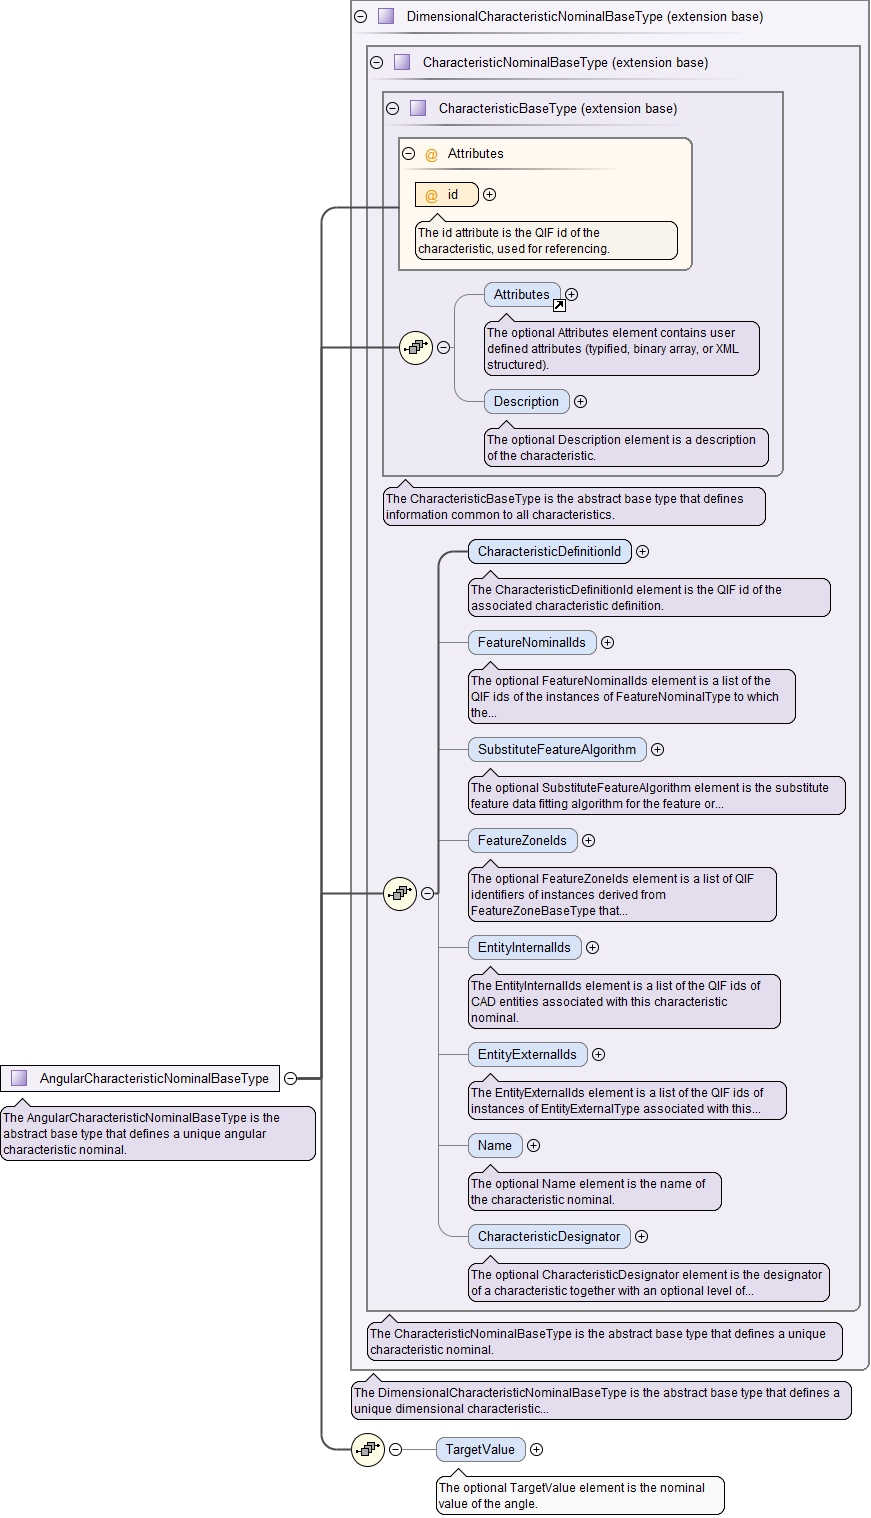 DimensionalCharacteristicNominalBaseType (extension base)
CharacteristicNominalBaseType (extension base)
CharacteristicBaseType (extension base)
@ Attributes
@ id
The id attribute is the QIF id of the
characteristic, used for referencing.
Attributes
The optional Attributes element contains user
defined attributes (typified, binary array, or XML
structured).
Description
The optional Description element is a description
of the characteristic.
The CharacteristicBaseType is the abstract base type that defines
information common to all characteristics.
CharacteristicDefinitionId
The CharacteristicDefinitionId element is the QIF id of the
associated characteristic definition.
FeatureNominalIds
The optional FeatureNominalIds element is a list of the
QIF ids of the instances of FeatureNominalType to which
the...
SubstituteFeatureAlgorithm
The optional SubstituteFeatureAlgorithm element is the substitute
feature data fitting algorithm for the feature or...
FeatureZoneIds
The optional FeatureZoneIds element is a list of QIF
identifiers of instances derived from
FeatureZoneBaseType that...
EntityInternalIds
The EntityInternalIds element is a list of the QIF ids of
CAD entities associated with this characteristic
nominal.
EntityExternalIds
The EntityExternalIds element is a list of the QIF ids of
instances of EntityExternalType associated with this...
Name
The optional Name element is the name of
the characteristic nominal.
CharacteristicDesignator
The optional CharacteristicDesignator element is the designator
of a characteristic together with an optional level of...
The CharacteristicNominalBaseType is the abstract base type that defines a unique
characteristic nominal.
The DimensionalCharacteristicNominalBaseType is the abstract base type that defines a
unique dimensional characteristic...
AngularCharacteristicNominalBaseType
The AngularCharacteristicNominalBaseType is the
abstract base type that defines a unique angular
characteristic nominal.
TargetValue
The optional TargetValue element is the nominal
value of the angle.